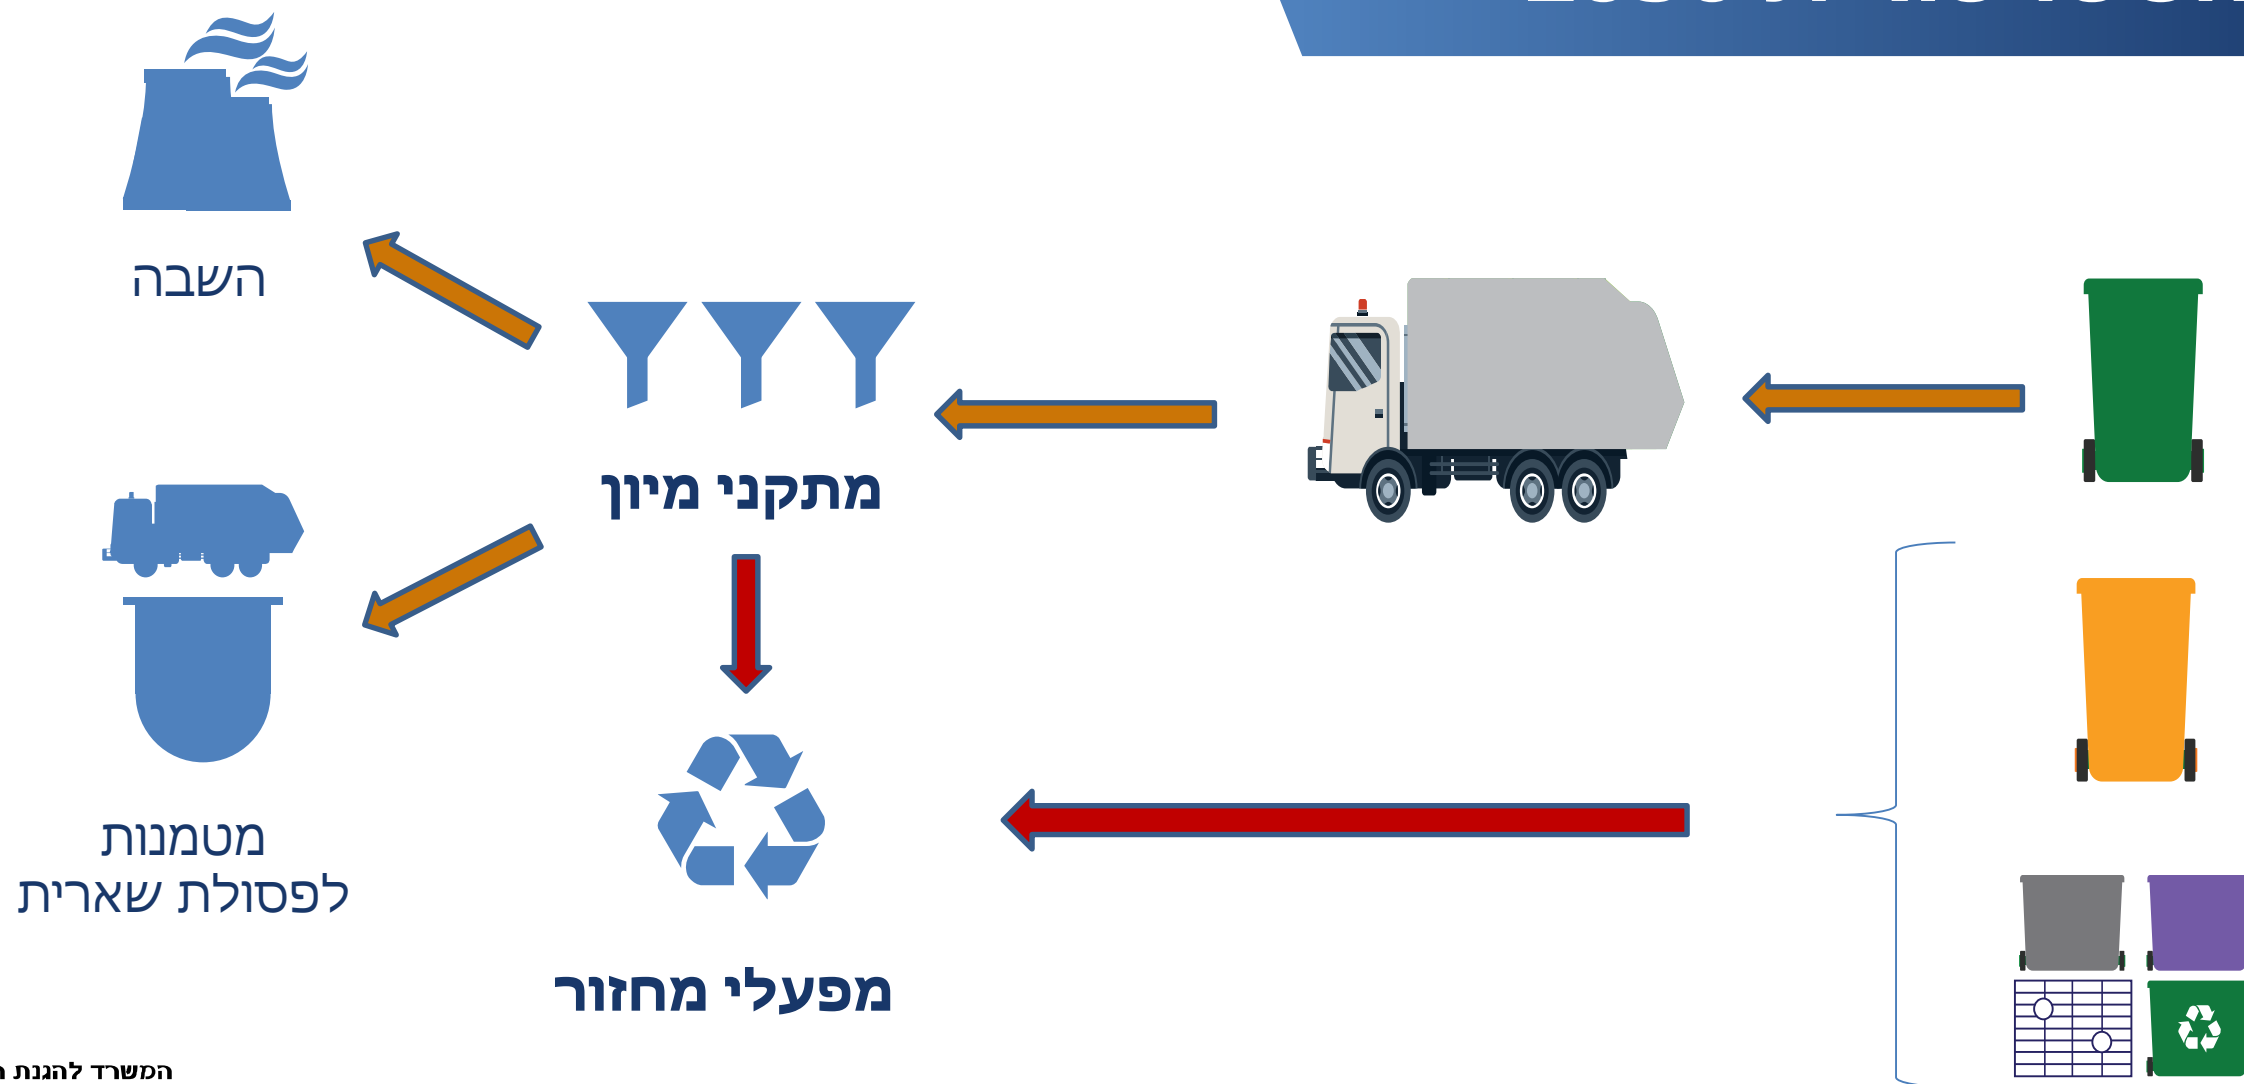 השבה
מתקני מיון
מטמנות
לפסולת שארית
מפעלי מחזור
המשרד להגנת